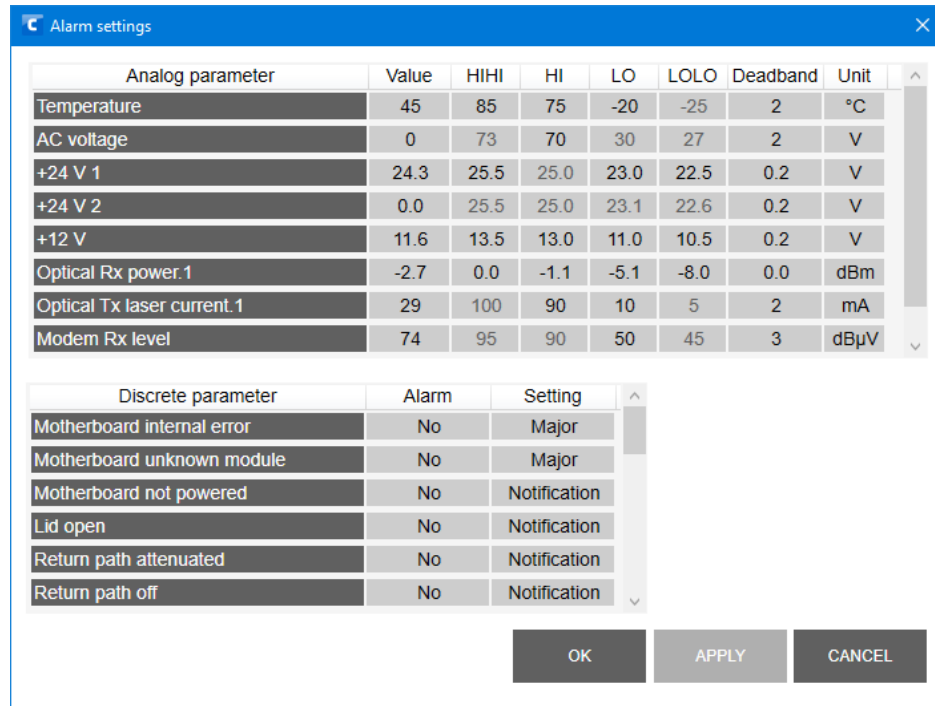 Alarm settings
Analog parameter Value HIHI HI LO LOLO Deadband Unit
Temperature 45 85 75 -20 -25 2 °C
AC voltage 0 73 70 30 27 2 V
+24 V 1 24.3 25.5 25.0 23.0 22.5 0.2 V
+24 V 2 0.0 25.5 25.0 23.1 22.6 0.2 V
+12 V 11.6 13.5 13.0 11.0 10.5 0.2 V
Optical Rx power.1 -2.7 0.0 -1.1 -5.1 -8.0 0.0 dBm
Optical Tx laser current.1 29 100 90 10 5 2 mA
Modem Rx level 74 95 90 50 45 3 dBµV
Discrete parameter Alarm Setting
Motherboard internal error No Major
Motherboard unknown module No Major
Motherboard not powered No Notification
Lid open No Notification
Return path attenuated No Notification
Return path off No Notification
OK APPLY CANCEL